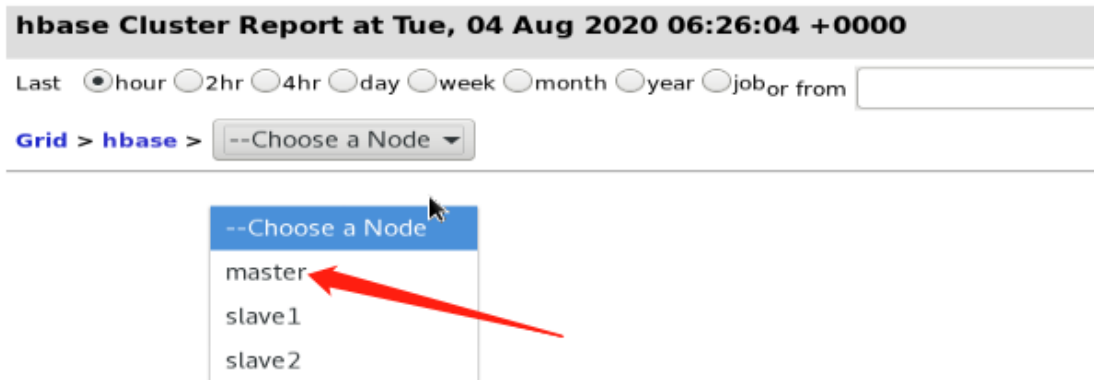 hbase Cluster Report at Tue, 04 Aug 2020 06:26:04 +0000
Last hour 2hr 4hr day week month year job or from
Grid > hbase > --Choose a Node
--Choose a Node
master
slave1
slave2